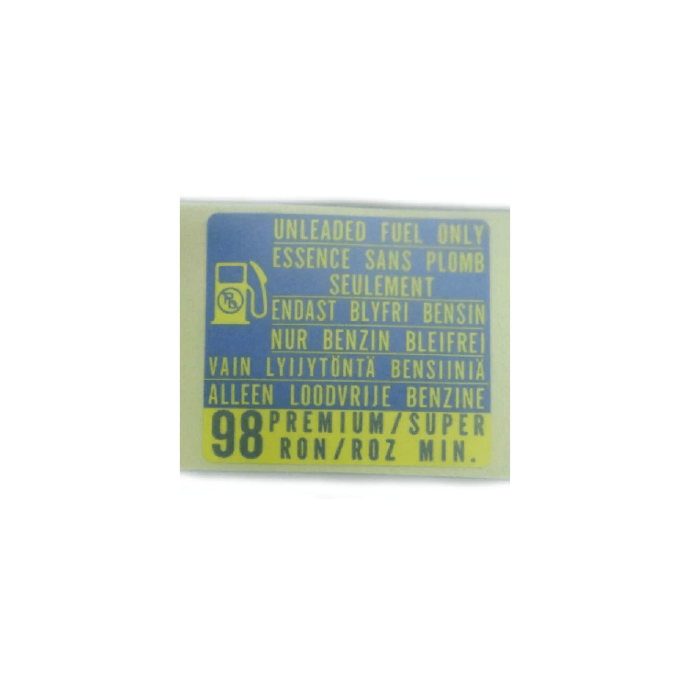 UNLEADED FUEL ONLY
ESSENCE SANS PLOMB
SEULEMENT
ENDAST BLYFRI BENSIN
NUR BENZIN BLEIFREI
VAIN LYIJYTÖNTÄ BENSIINIÄ
ALLEEN LOODVRIJE BENZINE
98 PREMIUM/SUPER
RON/ROZ MIN.